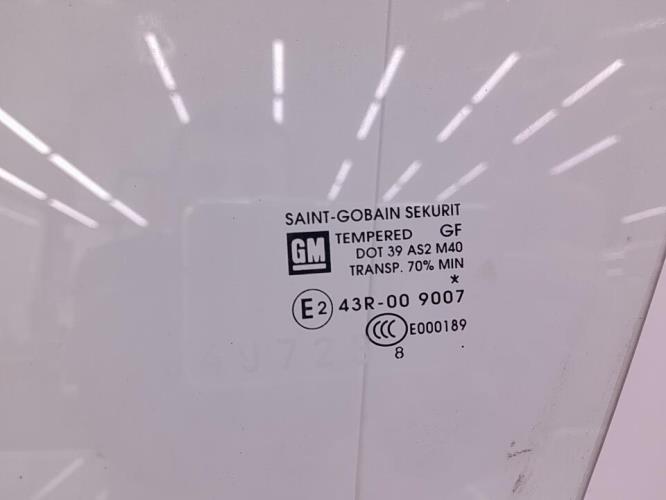 SAINT-GOBAIN SEKURIT
GM TEMPERED GF
DOT 39 AS2 M40
TRANSP. 70% MIN
*
E2 43R-00 9007
CCC E000189
8